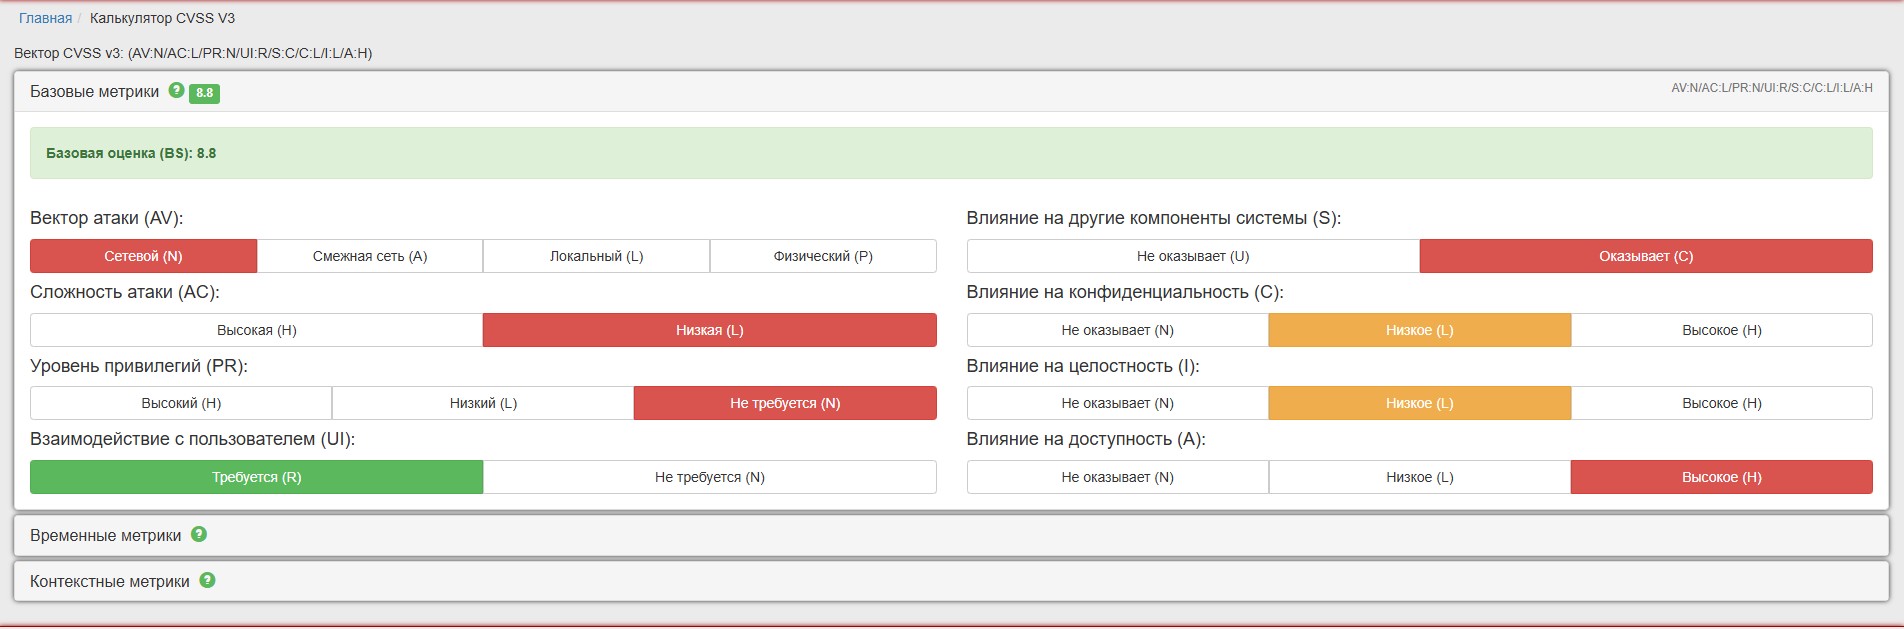 Главная / Калькулятор CVSS V3
Вектор CVSS v3: (AV:N/AC:L/PR:N/UI:R/S:C/C:L/I:L/A:H)
Базовые метрики ? 8.8
AV:N/AC:L/PR:N/UI:R/S:C/C:L/I:L/A:H
Базовая оценка (BS): 8.8
Вектор атаки (AV):
Сетевой (N) Смежная сеть (A) Локальный (L) Физический (P)
Сложность атаки (AC):
Высокая (H) Низкая (L)
Уровень привилегий (PR):
Высокий (H) Низкий (L) Не требуется (N)
Взаимодействие с пользователем (UI):
Требуется (R) Не требуется (N)
Влияние на другие компоненты системы (S):
Не оказывает (U) Оказывает (C)
Влияние на конфиденциальность (C):
Не оказывает (N) Низкое (L) Высокое (H)
Влияние на целостность (I):
Не оказывает (N) Низкое (L) Высокое (H)
Влияние на доступность (A):
Не оказывает (N) Низкое (L) Высокое (H)
Временные метрики ?
Контекстные метрики ?